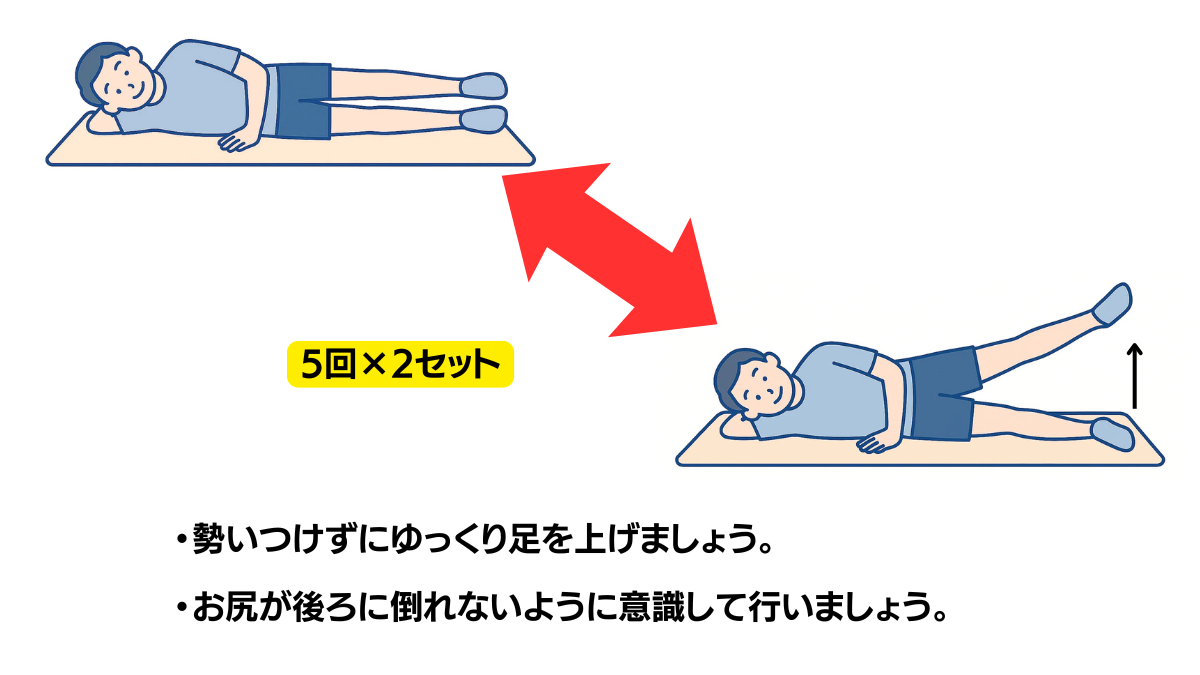 5回×2セット
・勢いつけずにゆっくり足を上げましょう。
・お尻が後ろに倒れないように意識して行いましょう。